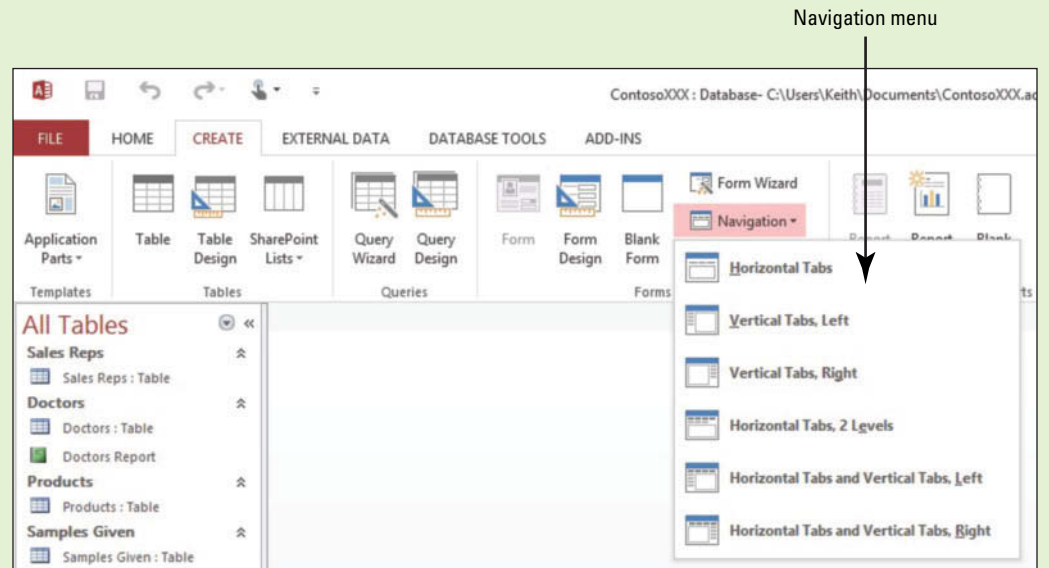 Navigation menu
ContosoXXX : Database- C:\Users\Keith\Documents\ContosoXXX.ac
FILE HOME CREATE EXTERNAL DATA DATABASE TOOLS ADD-INS
Application Parts
Table
Table Design
SharePoint Lists
Query Wizard
Query Design
Form
Form Design
Blank Form
Form Wizard
Navigation
Report
Report
Blank
Templates
Tables
Queries
Forms
Horizontal Tabs
Vertical Tabs, Left
Vertical Tabs, Right
Horizontal Tabs, 2 Levels
Horizontal Tabs and Vertical Tabs, Left
Horizontal Tabs and Vertical Tabs, Right
All Tables
Sales Reps
Sales Reps : Table
Doctors
Doctors : Table
Doctors Report
Products
Products : Table
Samples Given
Samples Given : Table